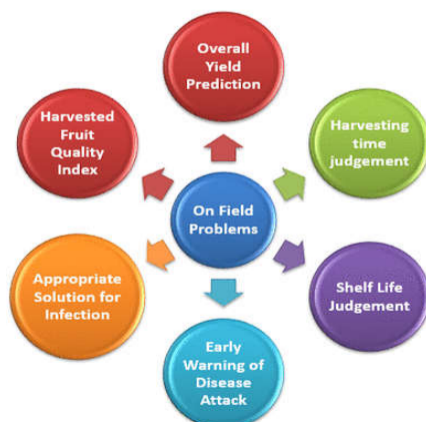 Overall
Yield
Prediction
Harvested
Fruit
Quality
Index
Harvesting
time
judgement
On Field
Problems
Appropriate
Solution for
Infection
Shelf Life
Judgement
Early
Warning of
Disease
Attack